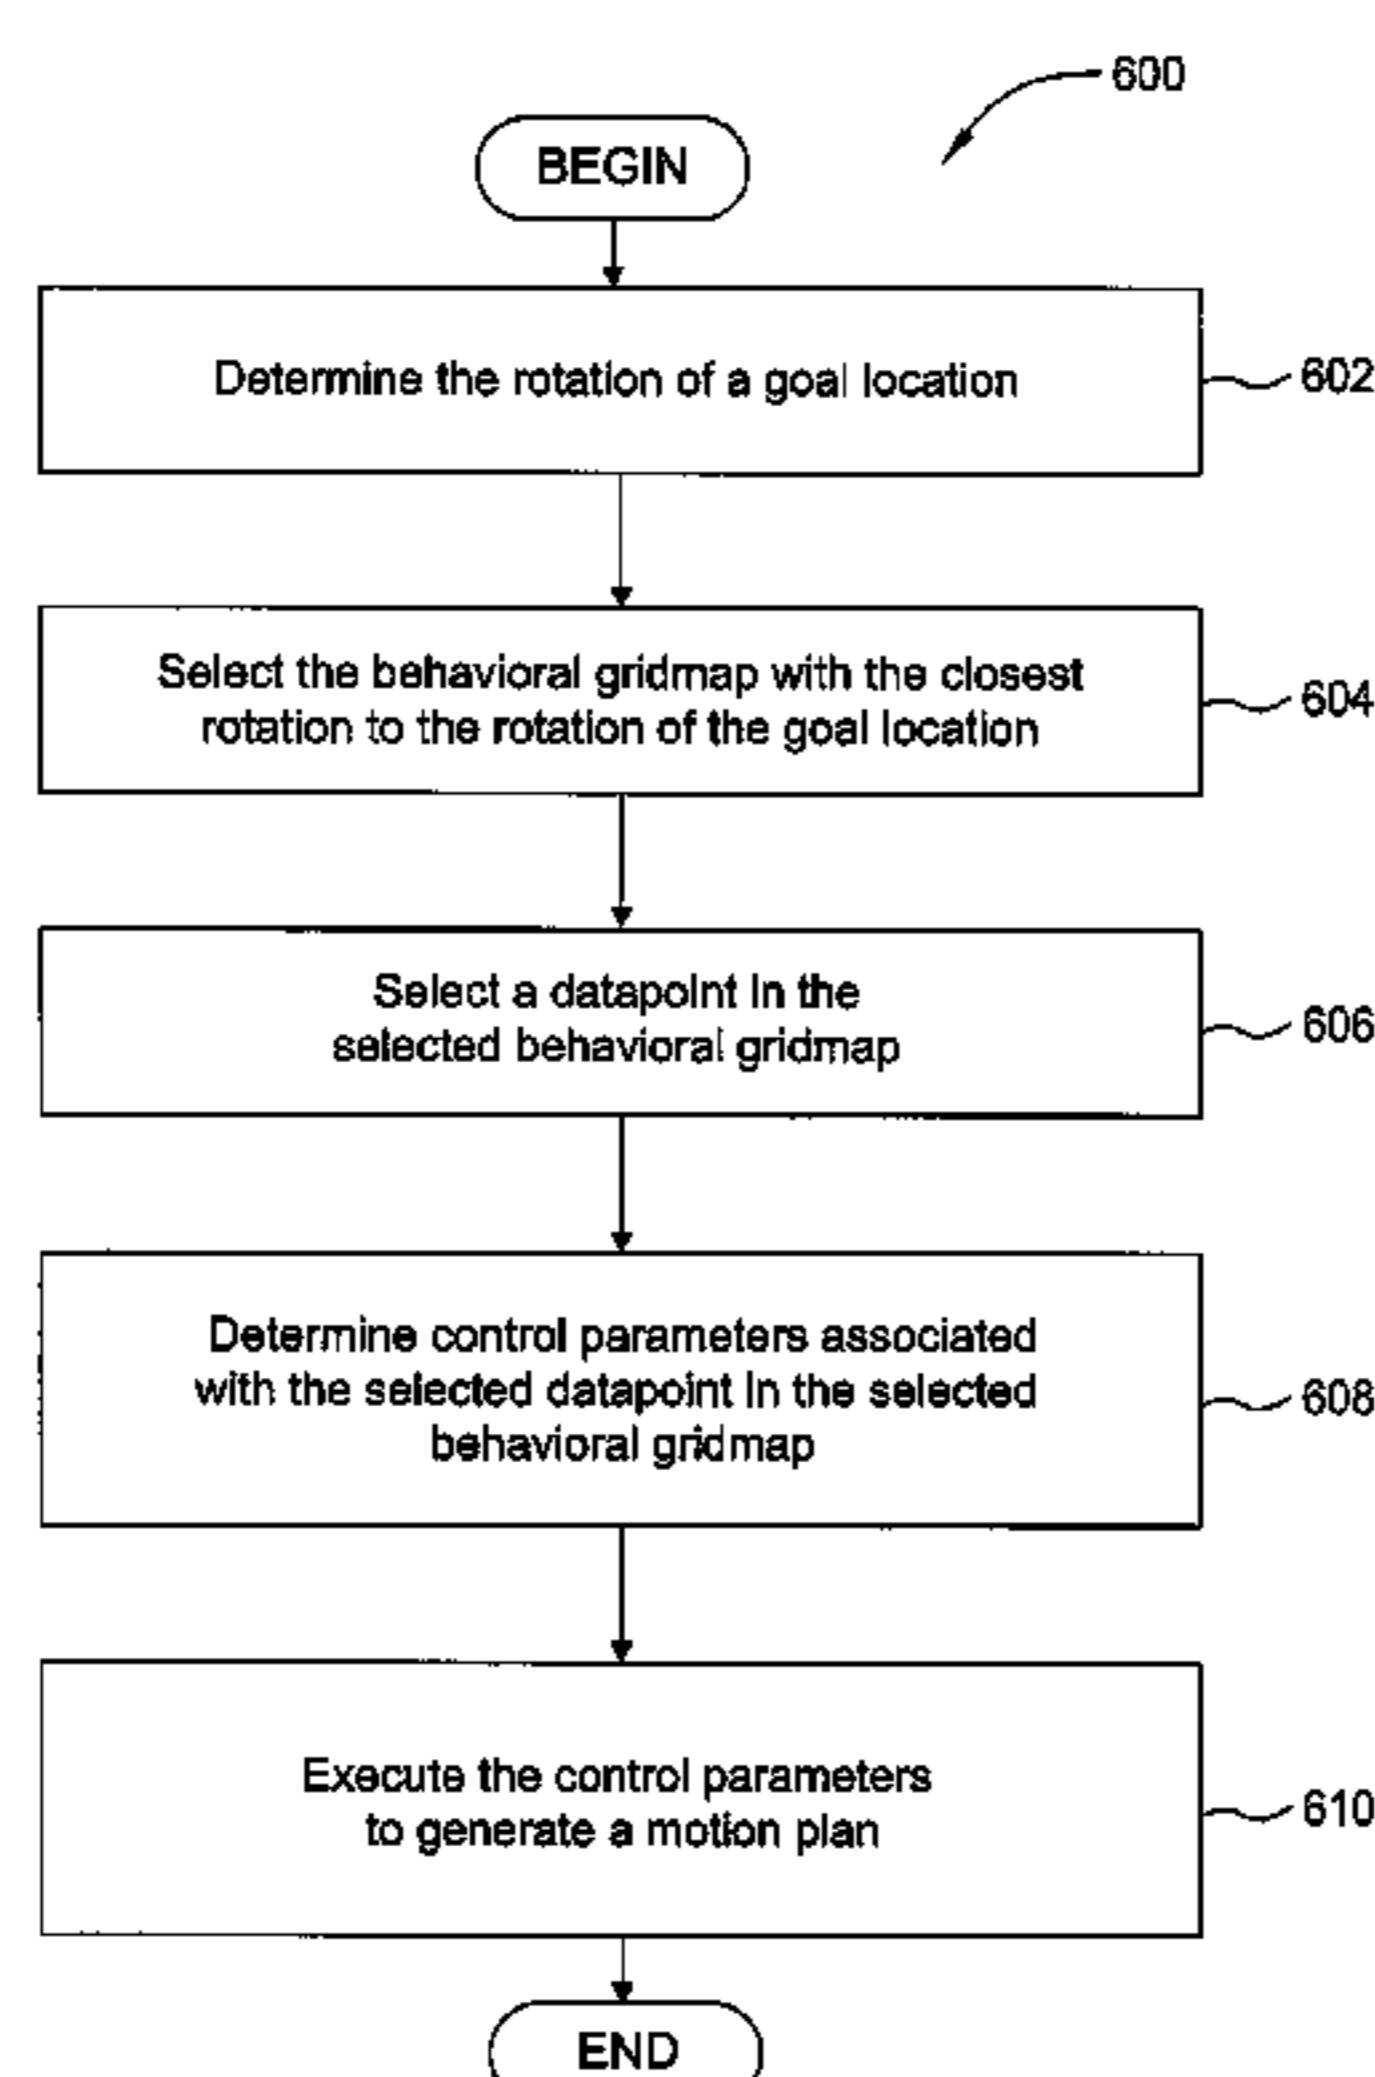 600
BEGIN
Determine the rotation of a goal location
602
Select the behavioral gridmap with the closest
rotation to the rotation of the goal location
604
Select a datapoint in the
selected behavioral gridmap
606
Determine control parameters associated
with the selected datapoint in the selected
behavioral gridmap
608
Execute the control parameters
to generate a motion plan
610
END